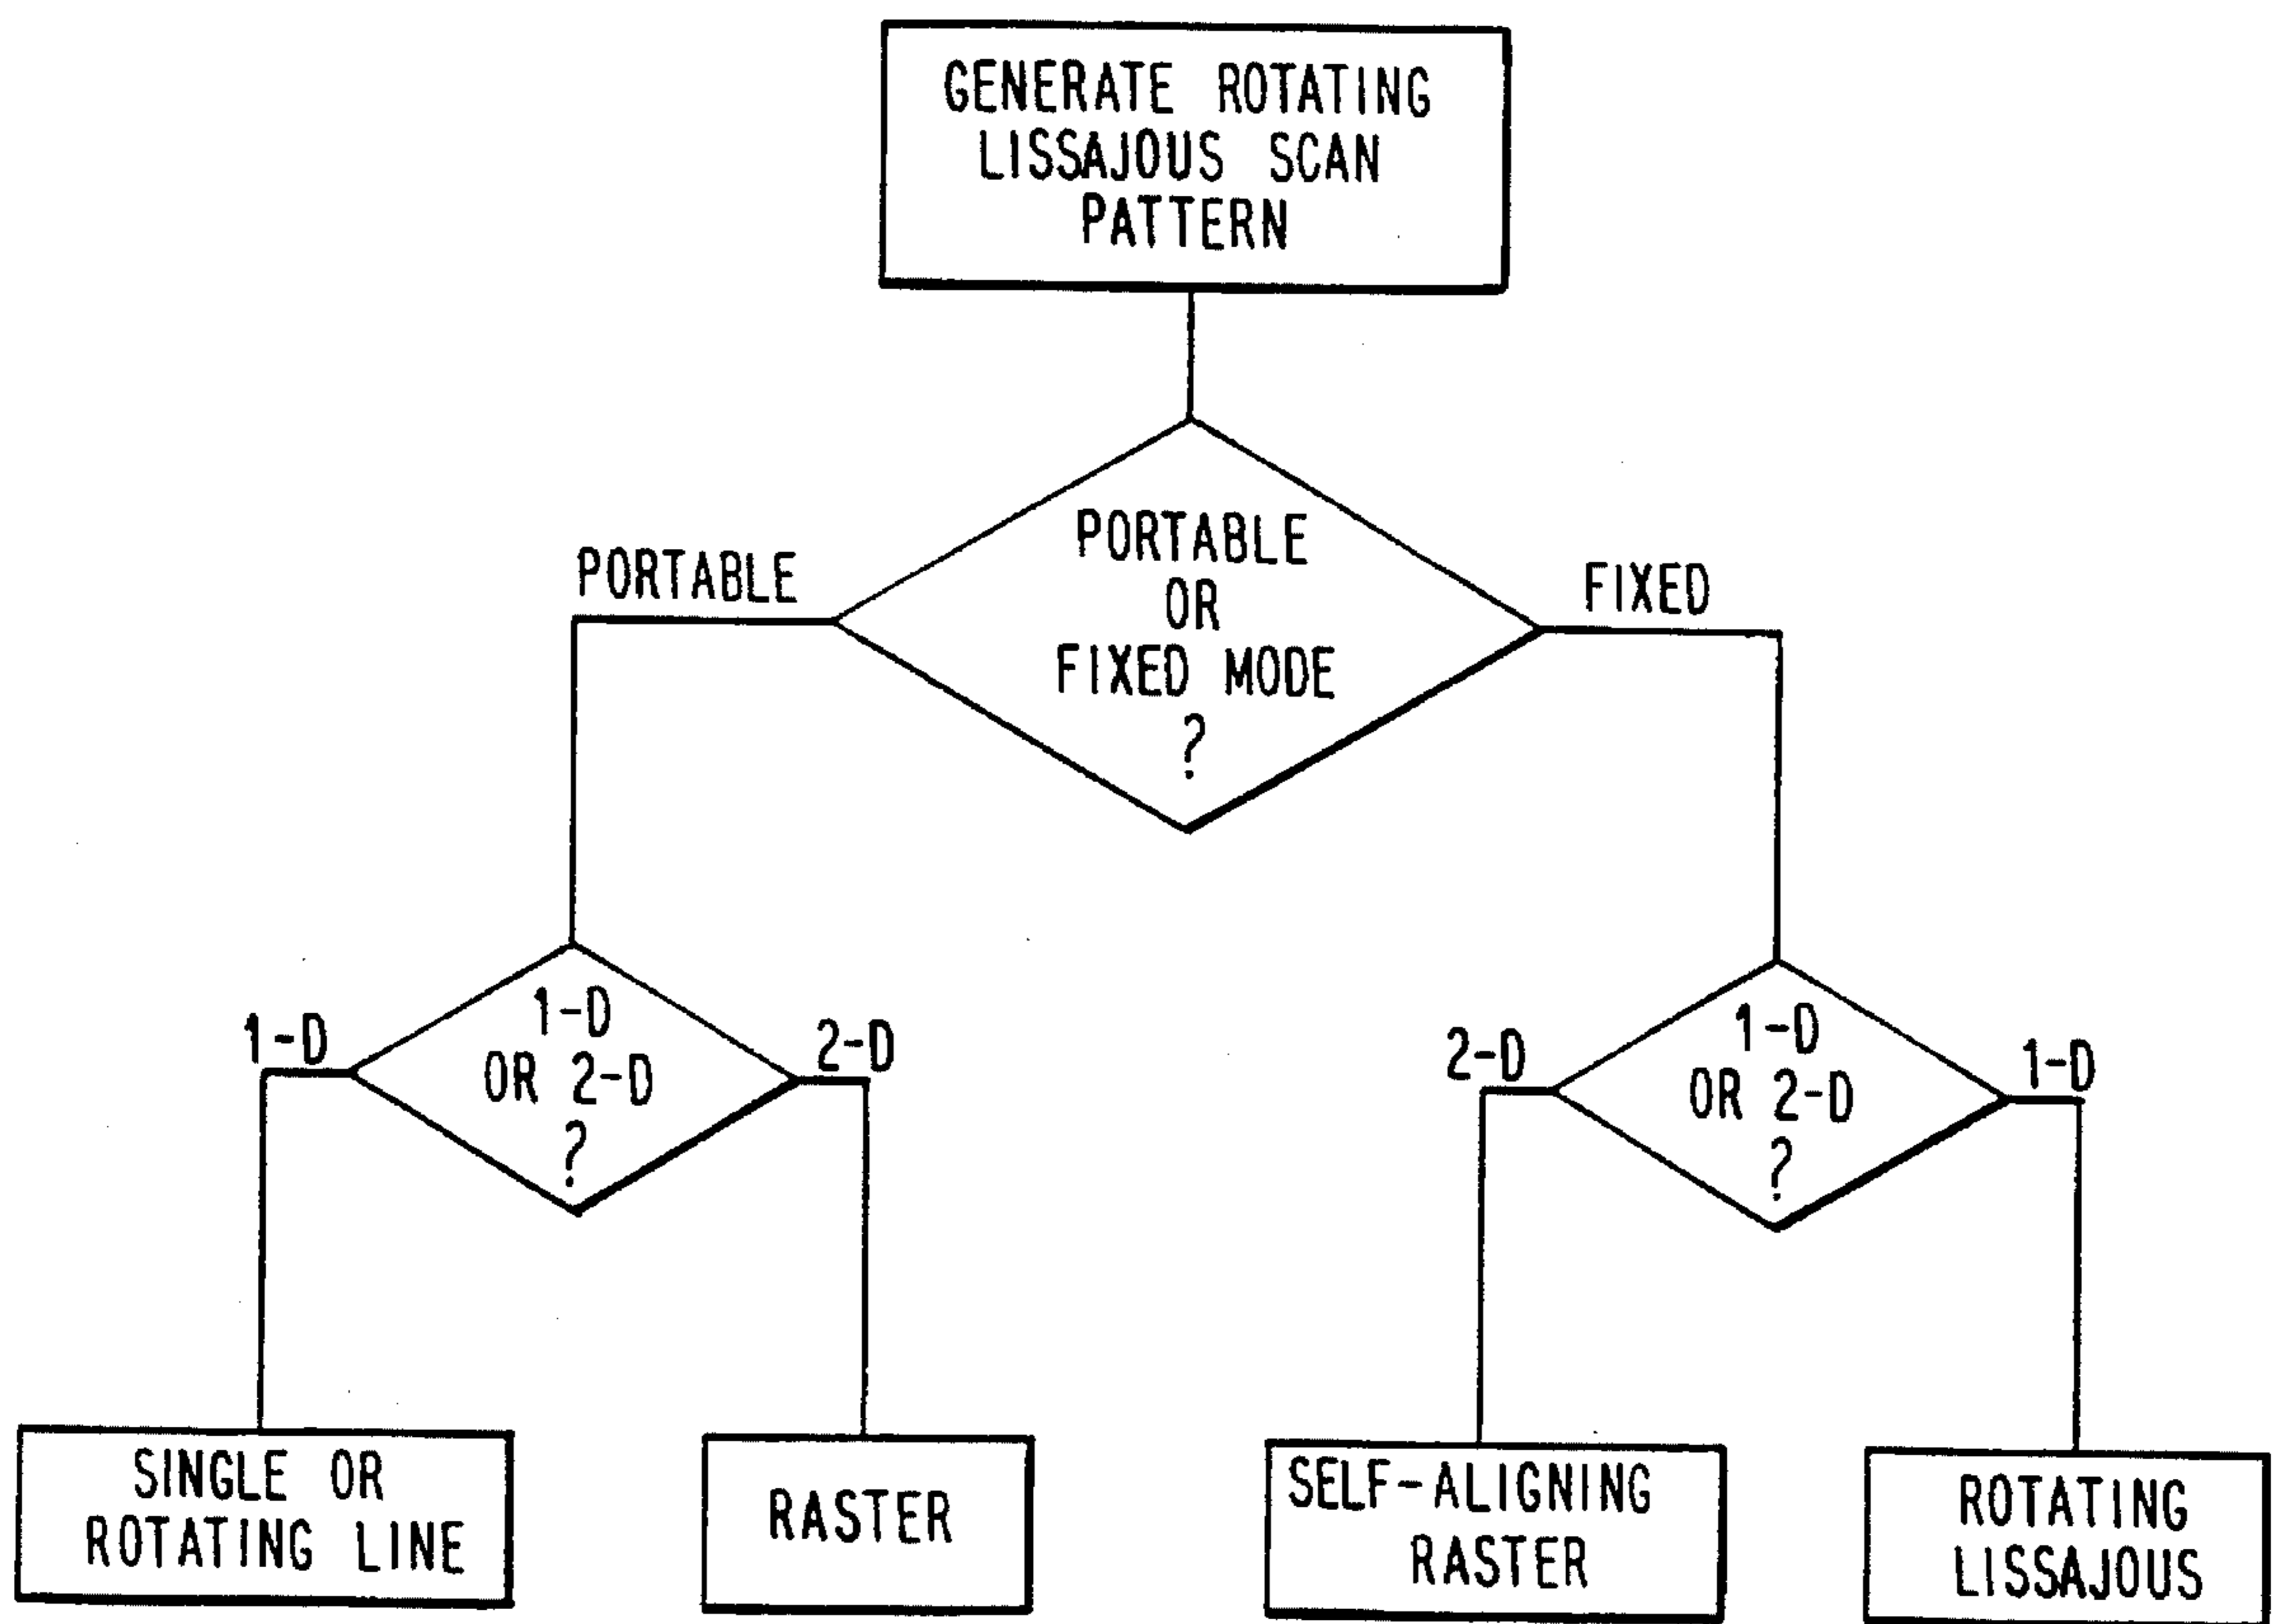 GENERATE ROTATING
LISSAJOUS SCAN
PATTERN
PORTABLE
OR
FIXED MODE
?
PORTABLE
FIXED
1-D
OR 2-D
?
1-D
2-D
1-D
OR 2-D
?
2-D
1-D
SINGLE OR
ROTATING LINE
RASTER
SELF-ALIGNING
RASTER
ROTATING
LISSAJOUS